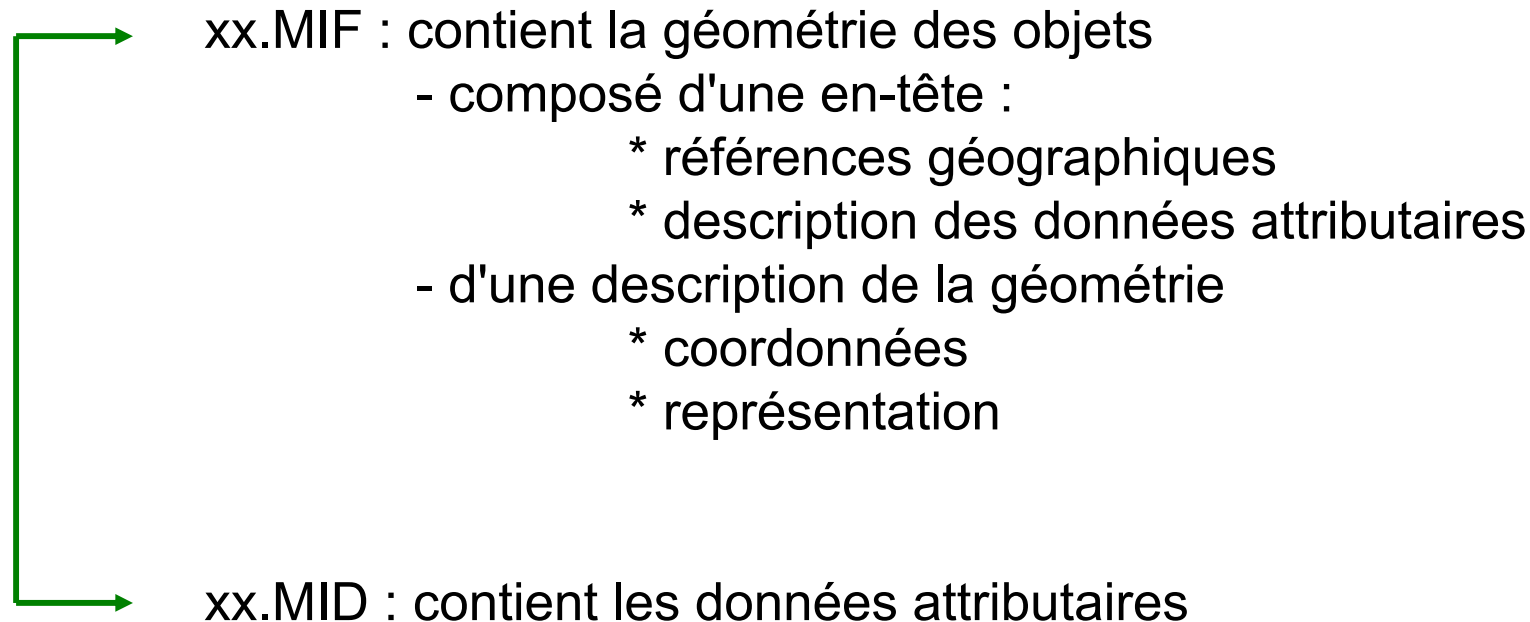 xx.MIF : contient la géométrie des objets
- composé d'une en-tête :
* références géographiques
* description des données attributaires
- d'une description de la géométrie
* coordonnées
* représentation
xx.MID : contient les données attributaires